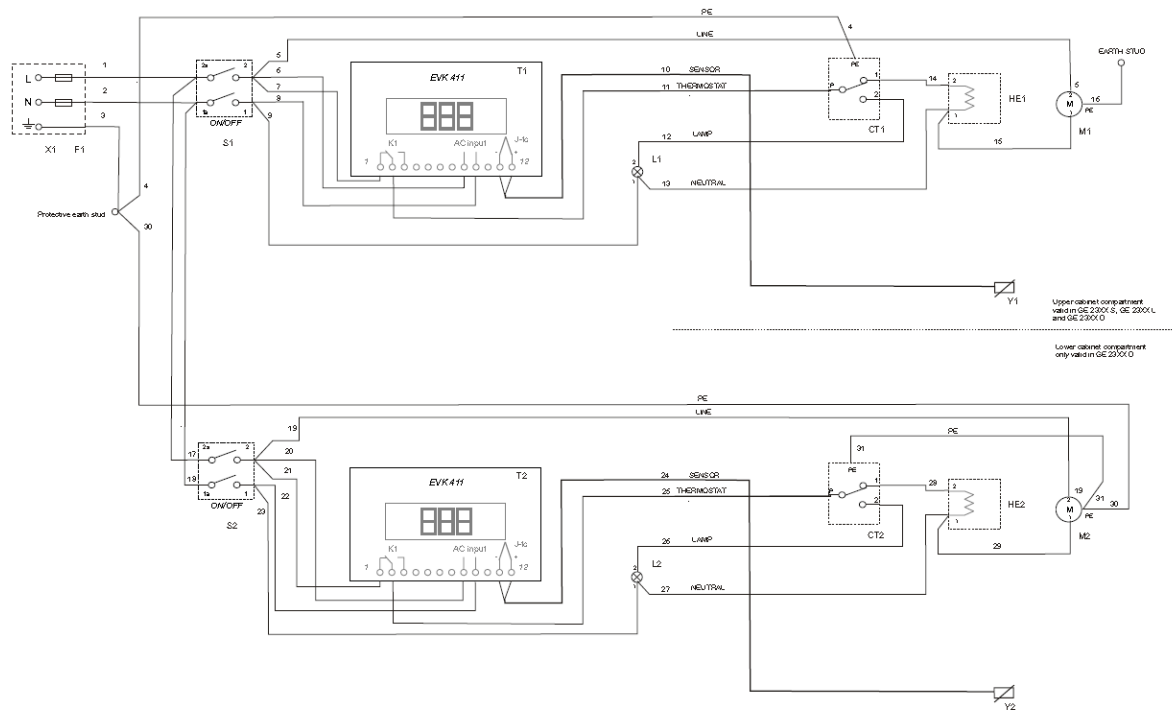 PE
4
LINE
EARTH STUD
1
5
2a
2
6
EVK 411
T1
10
SENSOR
PE
1
14
2
HE1
5
2
16
L
7
11
THERMOSTAT
P
2
M
PE
N
2
8
1a
1
1
M1
3
9
ON/OFF
K1
AC input
J-tc
CT1
X1
F1
S1
1
-
+
12
12
LAMP
15
2
L1
1
13
NEUTRAL
4
Protective earth stud
30
Y1
Upper cabinet compartment
valid in GE 23XX S, GE 23XX L
and GE 23XX O
Lower cabinet compartment
only valid in GE 23XX O
PE
LINE
19
PE
31
17
2a
2
20
T2
24
SENSOR
PE
1
28
2
19
31
30
21
EVK 411
25
THERMOSTAT
P
2
HE2
2
M
PE
1a
1
22
1
M2
ON/OFF
23
K1
AC input
J-tc
CT2
S2
1
-
+
12
26
LAMP
29
2
L2
1
27
NEUTRAL
Y2